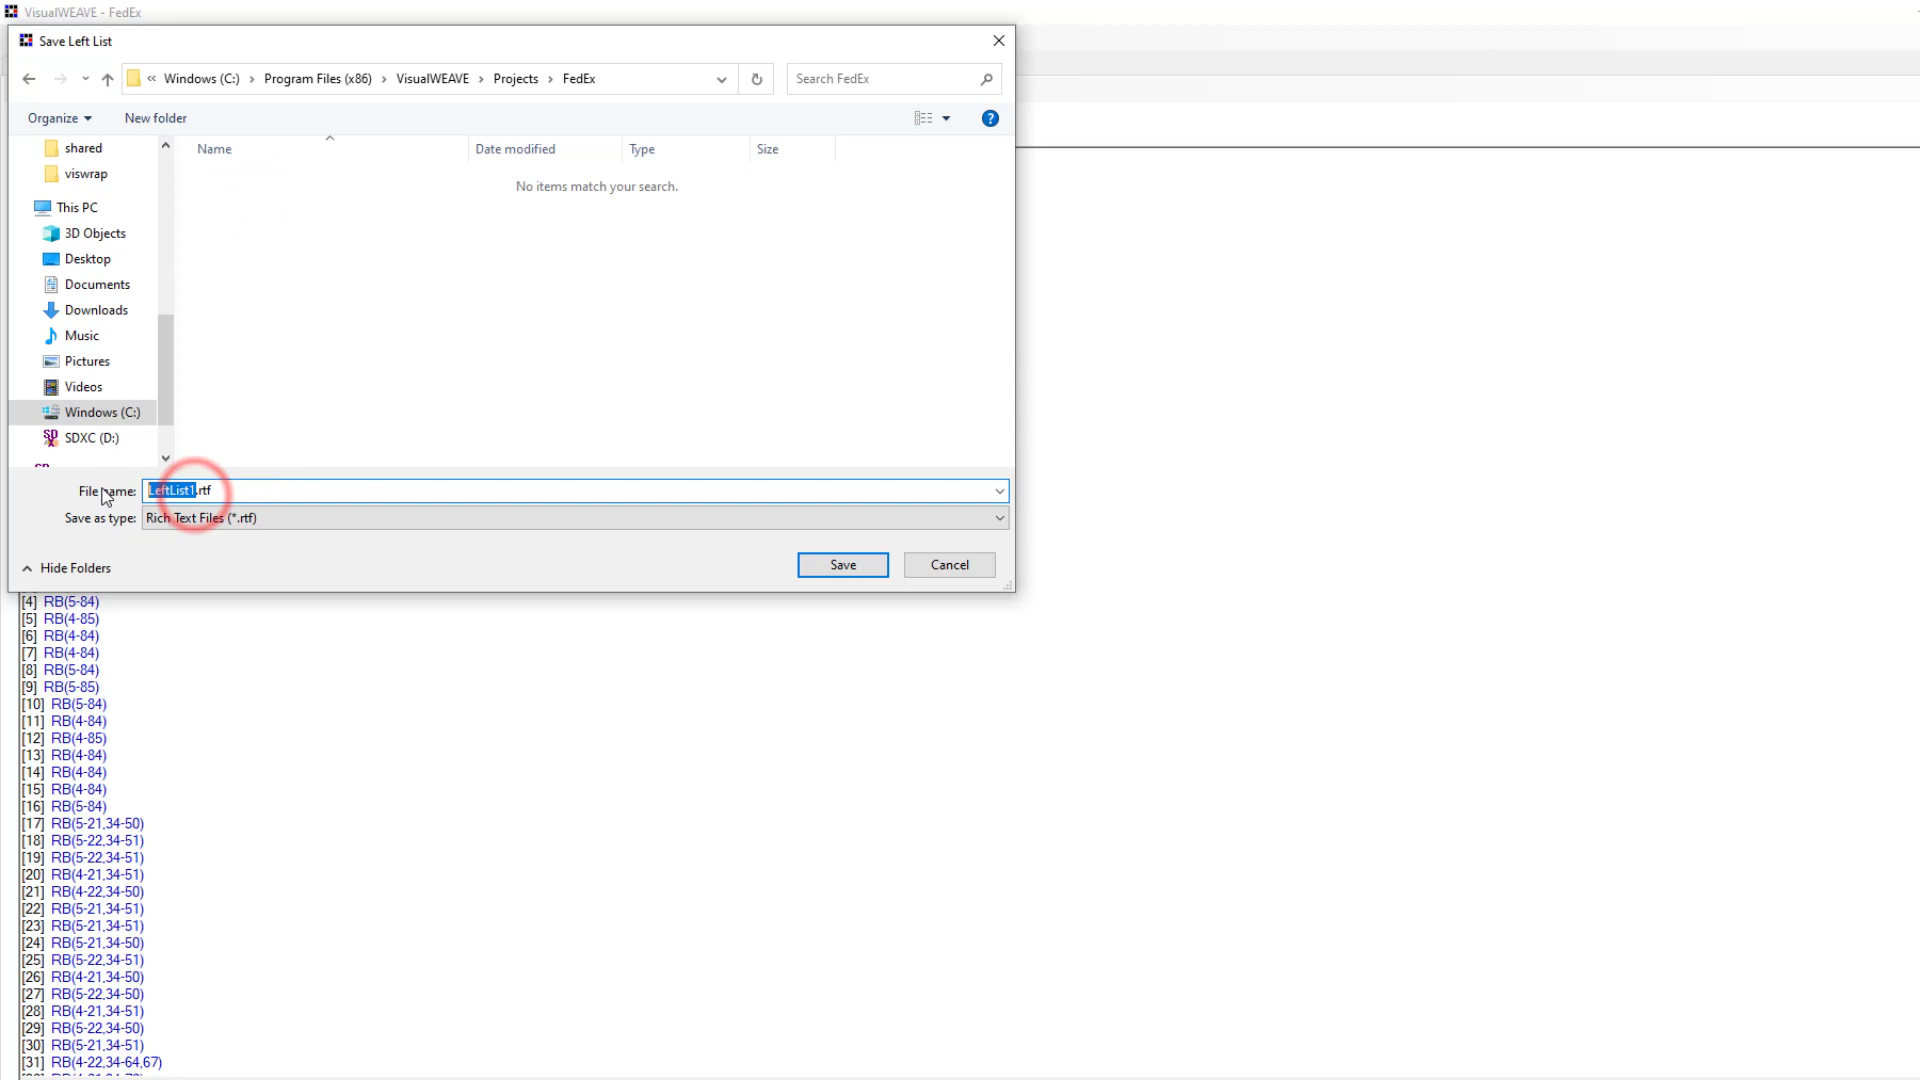 VisualWEAVE - FedEx
Save Left List
« Windows (C:) › Program Files (x86) › VisualWEAVE › Projects › FedEx
Search FedEx
Organize
New folder
Name
Date modified
Type
Size
No items match your search.
shared
viswrap
This PC
3D Objects
Desktop
Documents
Downloads
Music
Pictures
Videos
Windows (C:)
SDXC (D:)
File name:
LeftList1.rtf
Save as type:
Rich Text Files (*.rtf)
Hide Folders
Save
Cancel
[4] RB(5-84)
[5] RB(4-85)
[6] RB(4-84)
[7] RB(4-84)
[8] RB(5-84)
[9] RB(5-85)
[10] RB(5-84)
[11] RB(4-84)
[12] RB(4-85)
[13] RB(4-84)
[14] RB(4-84)
[15] RB(4-84)
[16] RB(5-84)
[17] RB(5-21,34-50)
[18] RB(5-22,34-51)
[19] RB(5-22,34-51)
[20] RB(4-21,34-51)
[21] RB(4-22,34-50)
[22] RB(5-21,34-51)
[23] RB(5-21,34-51)
[24] RB(5-21,34-50)
[25] RB(5-22,34-51)
[26] RB(4-21,34-50)
[27] RB(5-22,34-50)
[28] RB(4-21,34-51)
[29] RB(5-22,34-50)
[30] RB(5-21,34-51)
[31] RB(4-22,34-64,67)